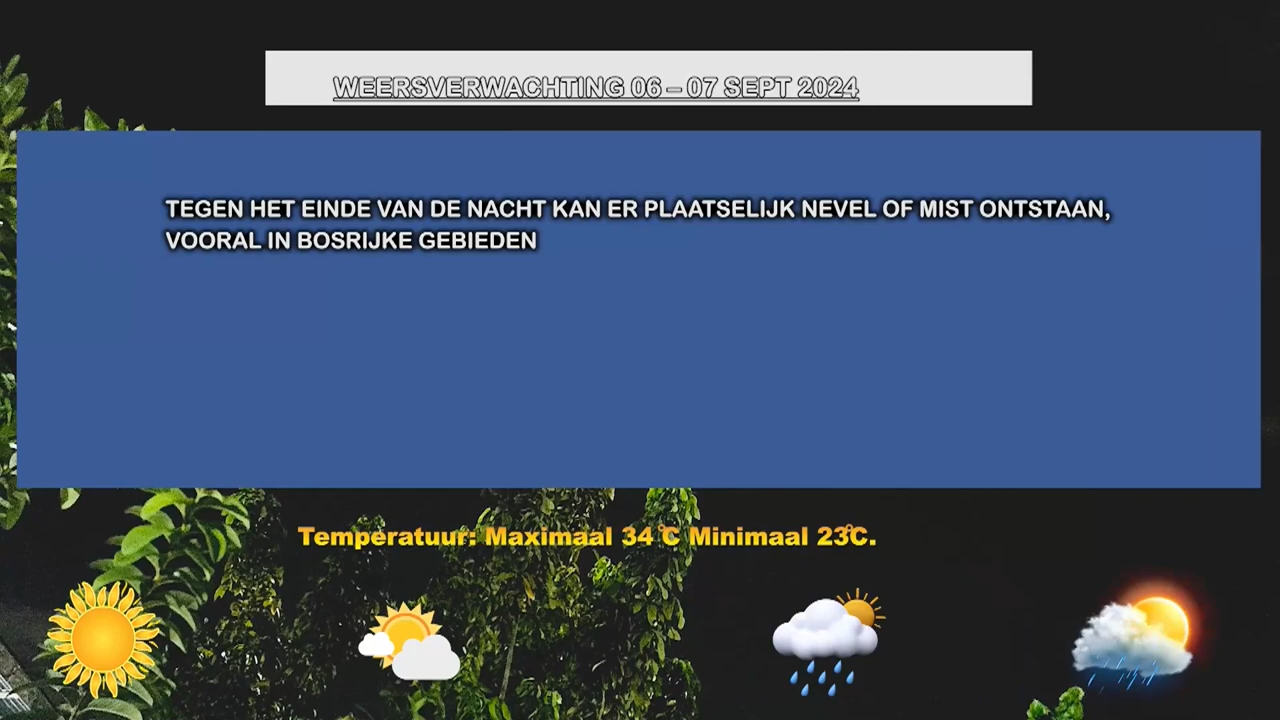 WEERSVERWACHTING 06 – 07 SEPT 2024
TEGEN HET EINDE VAN DE NACHT KAN ER PLAATSELIJK NEVEL OF MIST ONTSTAAN,
VOORAL IN BOSRIJKE GEBIEDEN
Temperatuur: Maximaal 34°C Minimaal 23°C.